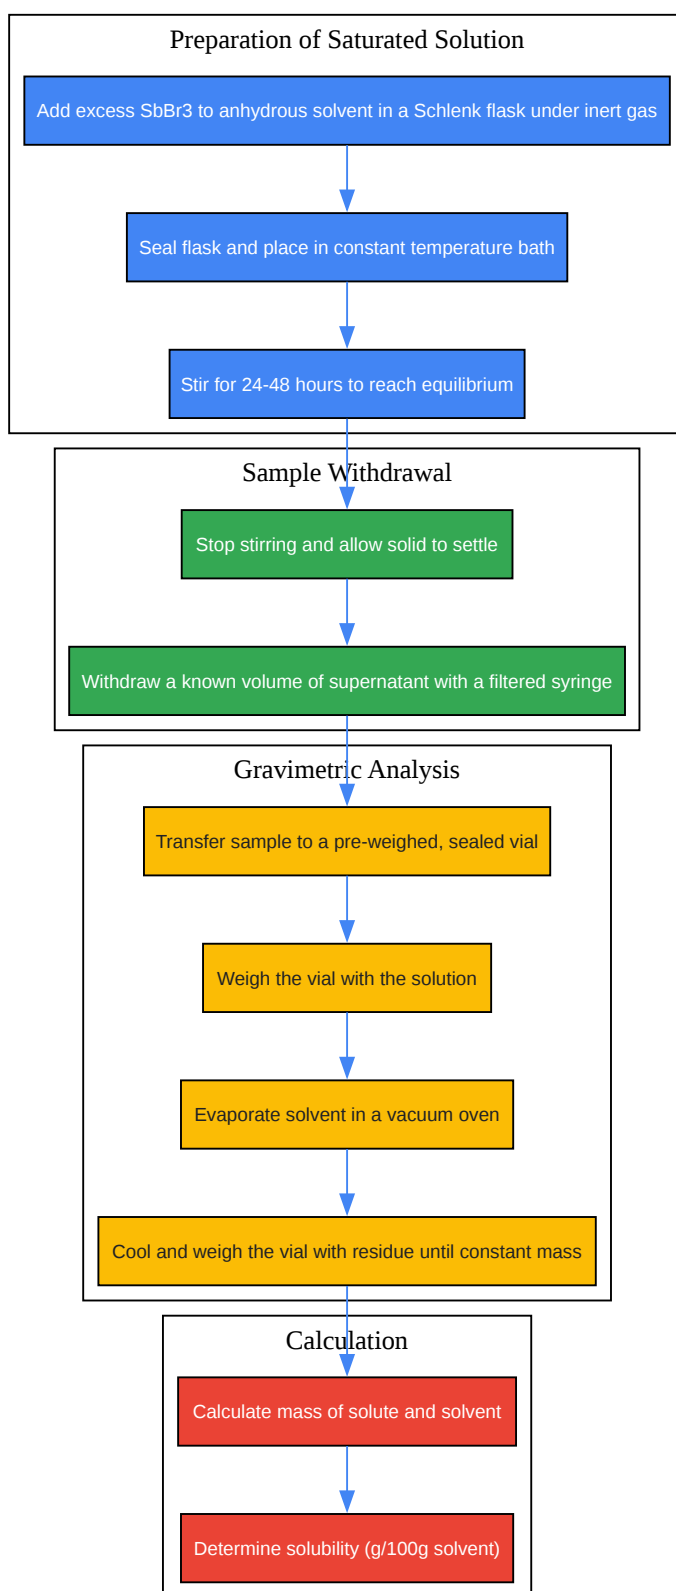 Preparation of Saturated Solution
Add excess SbBr3 to anhydrous solvent in a Schlenk flask under inert gas
Seal flask and place in constant temperature bath
Stir for 24-48 hours to reach equilibrium
Sample Withdrawal
Stop stirring and allow solid to settle
Withdraw a known volume of supernatant with a filtered syringe
Gravimetric Analysis
Transfer sample to a pre-weighed, sealed vial
Weigh the vial with the solution
Evaporate solvent in a vacuum oven
Cool and weigh the vial with residue until constant mass
Calculation
Calculate mass of solute and solvent
Determine solubility (g/100g solvent)